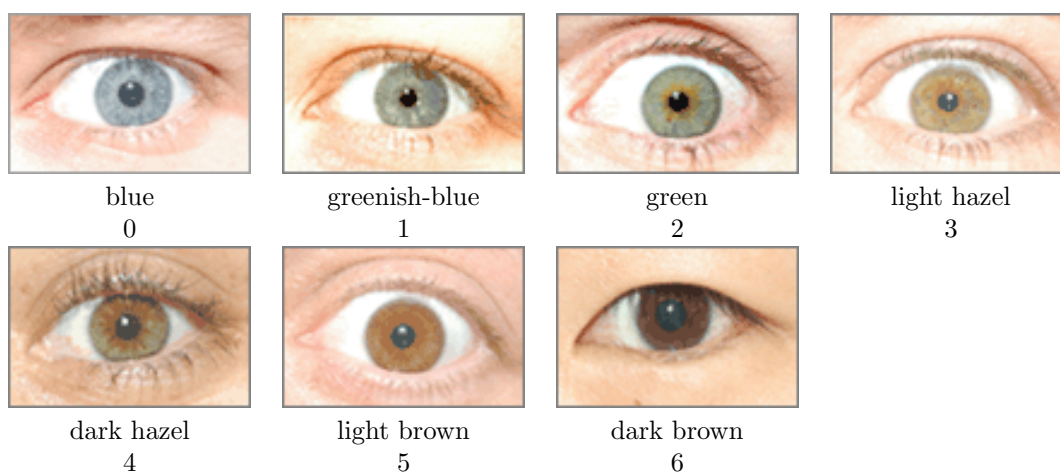 blue greenish-blue green light hazel
0 1 2 3
dark hazel light brown dark brown
4 5 6